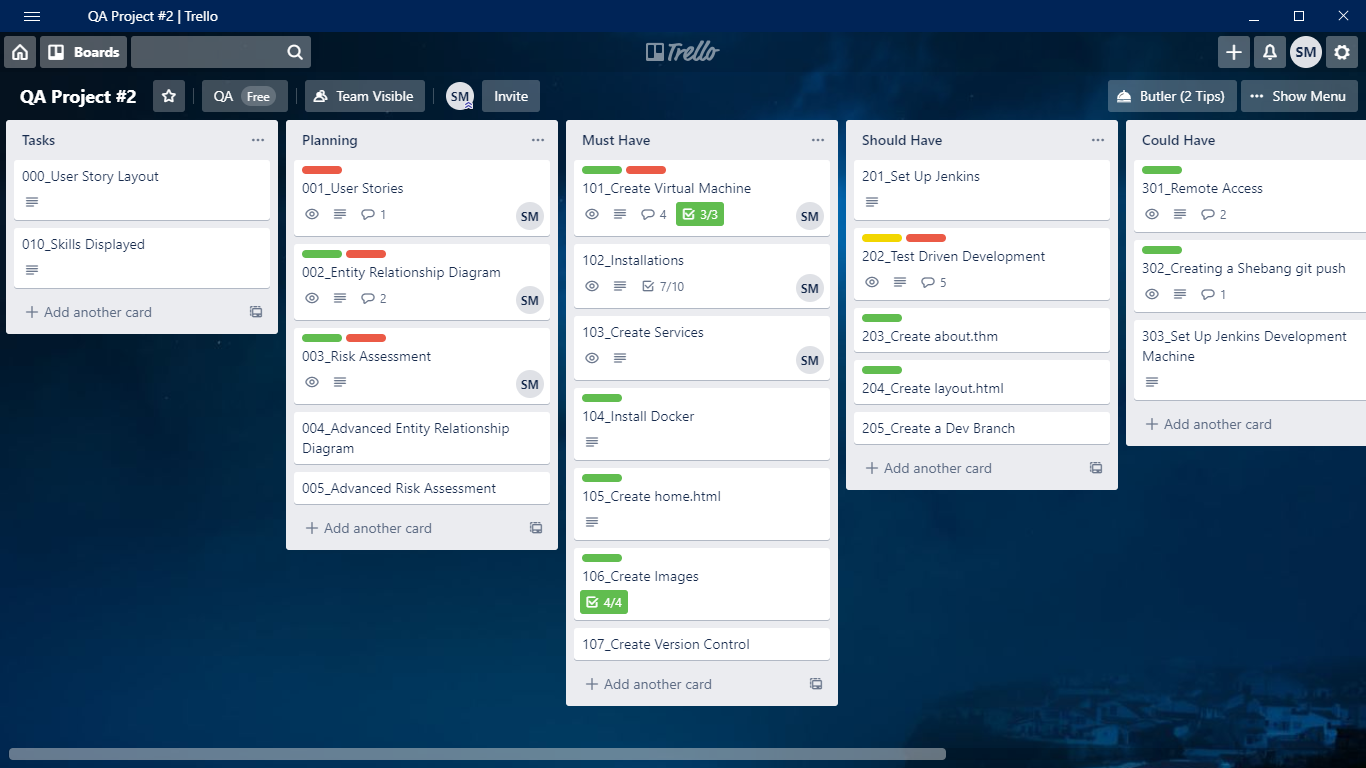 QA Project #2 | Trello
Boards
Trello
SM
QA Project #2
QA Free
Team Visible
SM
Invite
Butler (2 Tips)
Show Menu
Tasks
000_User Story Layout
010_Skills Displayed
Add another card
Planning
001_User Stories
1
SM
002_Entity Relationship Diagram
2
SM
003_Risk Assessment
SM
004_Advanced Entity Relationship
Diagram
005_Advanced Risk Assessment
Add another card
Must Have
101_Create Virtual Machine
4 3/3
SM
102_Installations
7/10
SM
103_Create Services
SM
104_Install Docker
105_Create home.html
106_Create Images
4/4
107_Create Version Control
Add another card
Should Have
201_Set Up Jenkins
202_Test Driven Development
5
203_Create about.thm
204_Create layout.html
205_Create a Dev Branch
Add another card
Could Have
301_Remote Access
2
302_Creating a Shebang git push
1
303_Set Up Jenkins Development
Machine
Add another card